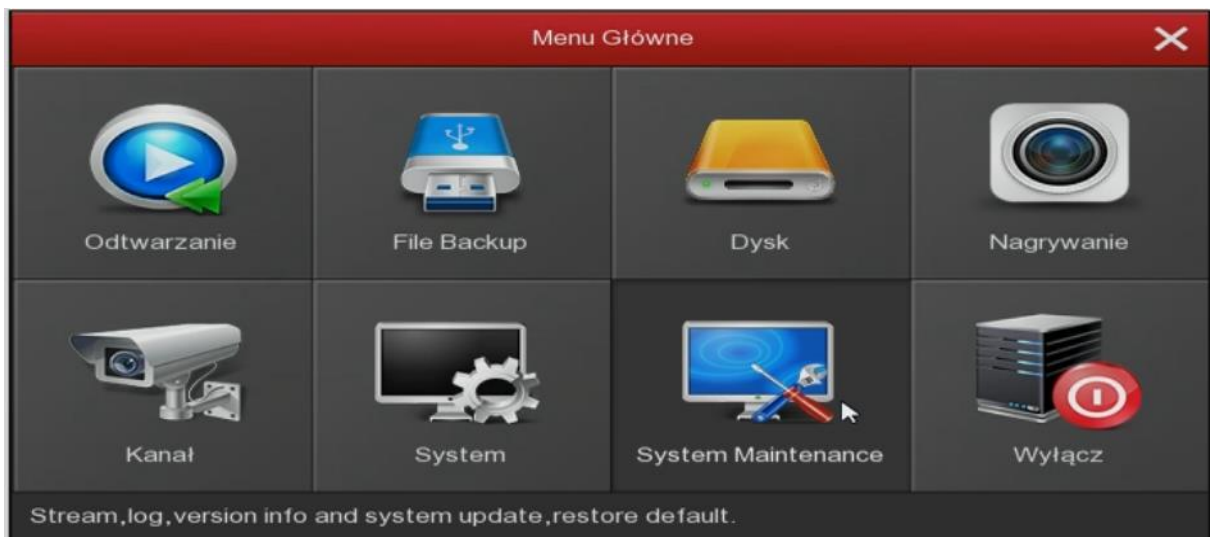 Menu Główne
Odtwarzanie
File Backup
Dysk
Nagrywanie
Kanał
System
System Maintenance
Wyłącz
Stream,log,version info and system update,restore default.